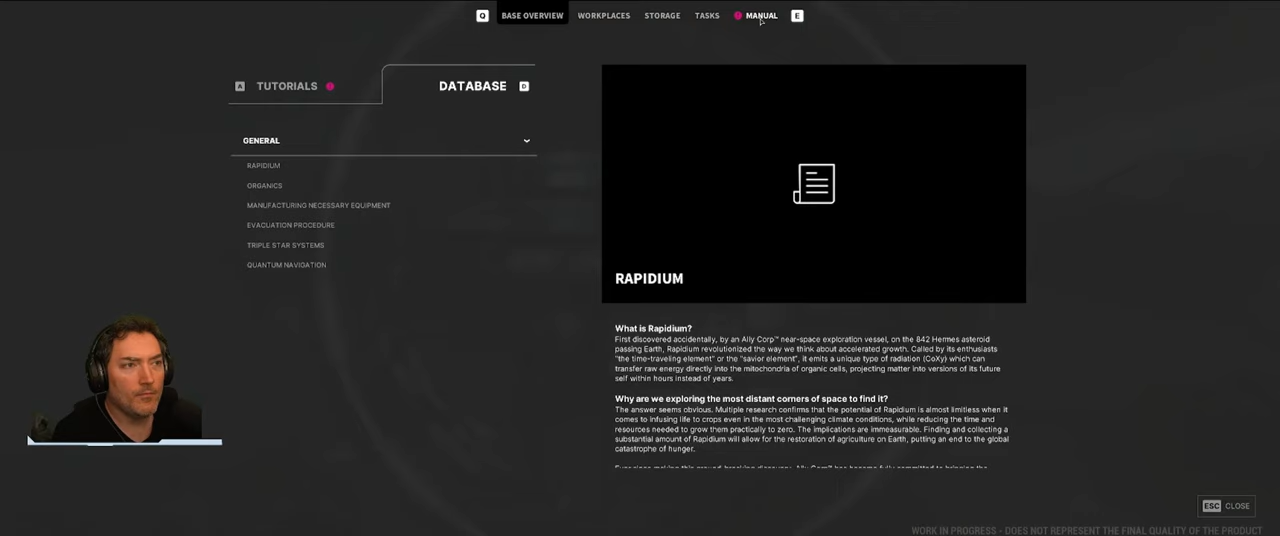 Q BASE OVERVIEW WORKPLACES STORAGE TASKS ! MANUAL E
A TUTORIALS ! DATABASE D
GENERAL
RAPIDIUM
ORGANICS
MANUFACTURING NECESSARY EQUIPMENT
EVACUATION PROCEDURE
TRIPLE STAR SYSTEMS
QUANTUM NAVIGATION
RAPIDIUM
What is Rapidium?
First discovered accidentally, by an Ally Corp™ near-space exploration vessel, on the 842 Hermes asteroid
passing Earth, Rapidium revolutionized the way we think about accelerated growth. Called by its enthusiasts
"the time-traveling element" or the "savior element", it emits a unique type of radiation (CoXy) which can
transfer raw energy directly into the mitochondria of organic cells, projecting matter into versions of its future
self within hours instead of years.
Why are we exploring the most distant corners of space to find it?
The answer seems obvious. Multiple research confirms that the potential of Rapidium is almost limitless when it
comes to infusing life to crops even in the most challenging climate conditions, while reducing the time and
resources needed to grow them practically to zero. The implications are immeasurable. Finding and collecting a
substantial amount of Rapidium will allow for the restoration of agriculture on Earth, putting an end to the global
catastrophe of hunger.
ESC CLOSE
WORK IN PROGRESS - DOES NOT REPRESENT THE FINAL QUALITY OF THE PRODUCT